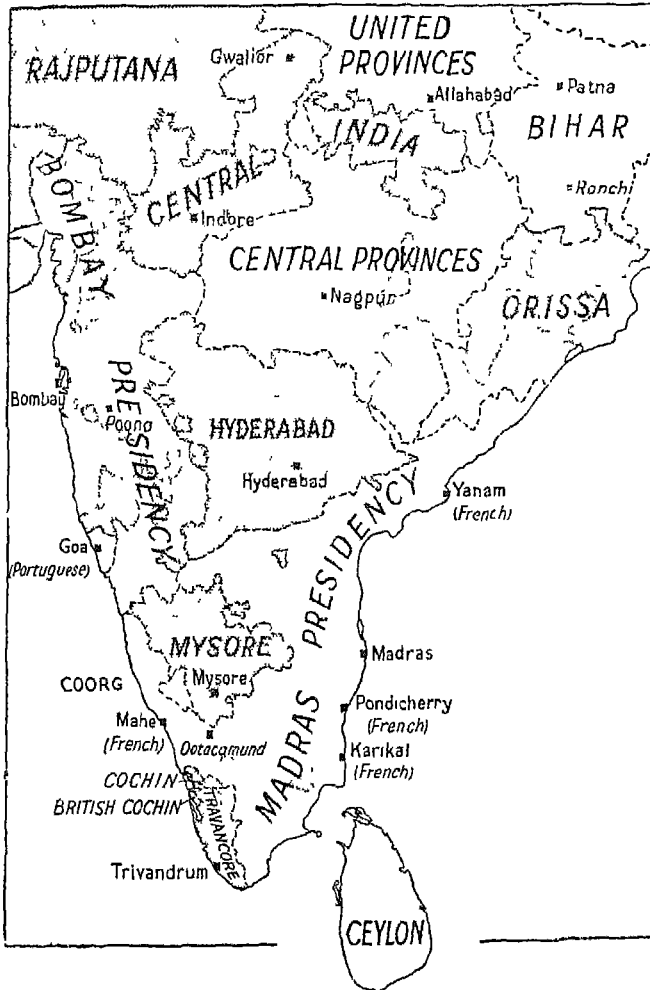 UNITED
PROVINCES
RAJPUTANA
Gwalior
Allahabad
Patna
INDIA
BIHAR
BOMBAY
CENTRAL
Indore
Ranchi
CENTRAL PROVINCES
Nagpur
ORISSA
Bombay
PRESIDENCY
Poona
HYDERABAD
Hyderabad
Yanam
(French)
Goa
(Portuguese)
MADRAS PRESIDENCY
MYSORE
Mysore
Madras
COORG
Pondicherry
(French)
Mahe
(French)
Ootacamund
Karikal
(French)
COCHIN
BRITISH COCHIN
TRAVANCORE
Trivandrum
CEYLON